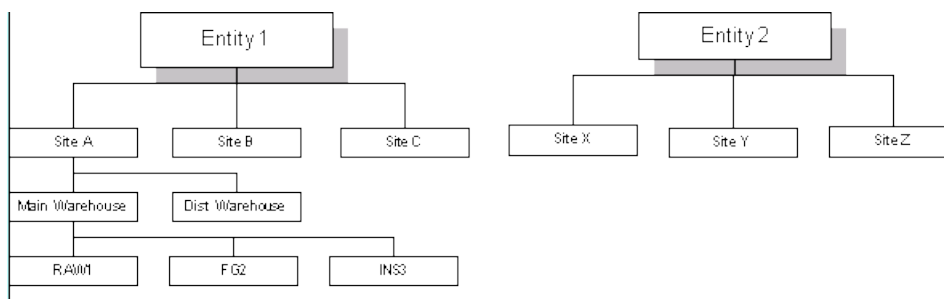 Entity 1
Entity 2
Site A
Site B
Site C
Site X
Site Y
Site Z
Main Warehouse
Dist Warehouse
RAW1
FG2
INS3